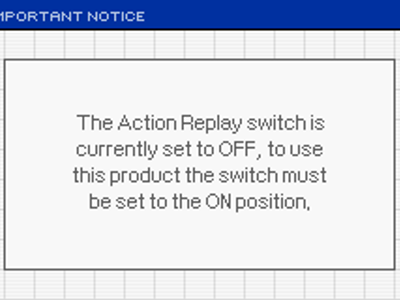 IMPORTANT NOTICE
The Action Replay switch is
currently set to OFF, to use
this product the switch must
be set to the ON position.